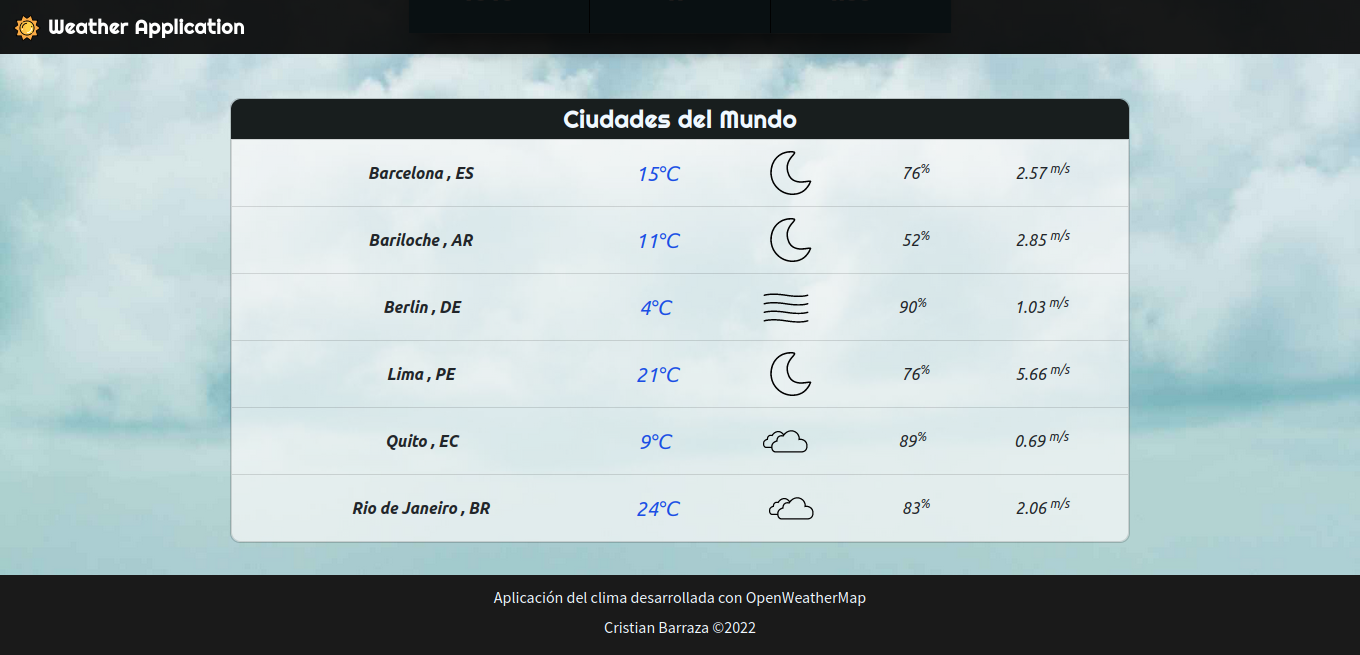 Weather Application
Ciudades del Mundo
Barcelona , ES 15°C 76% 2.57 m/s
Bariloche , AR 11°C 52% 2.85 m/s
Berlin , DE 4°C 90% 1.03 m/s
Lima , PE 21°C 76% 5.66 m/s
Quito , EC 9°C 89% 0.69 m/s
Rio de Janeiro , BR 24°C 83% 2.06 m/s
Aplicación del clima desarrollada con OpenWeatherMap
Cristian Barraza ©2022